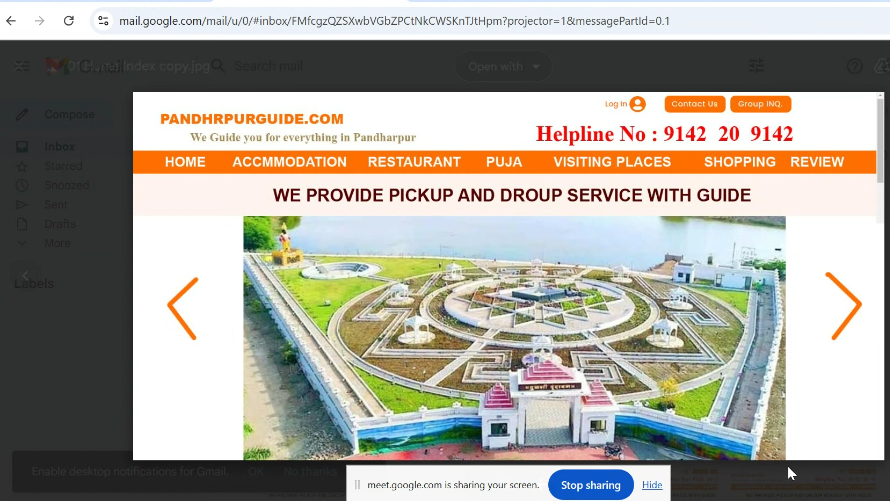 mail.google.com/mail/u/0/#inbox/FMfcgzQZSXwbVGbZPCtNkCWSKnTJtHpm?projector=1&messagePartId=0.1
Index copy.jpg
Search mail
Open with
Compose
Inbox
Starred
Snoozed
Sent
Drafts
More
Labels
Log In
Contact Us
Group INQ.
PANDHRPURGUIDE.COM
We Guide you for everything in Pandharpur
Helpline No : 9142 20 9142
HOME ACCMMODATION RESTAURANT PUJA VISITING PLACES SHOPPING REVIEW
WE PROVIDE PICKUP AND DROUP SERVICE WITH GUIDE
Enable desktop notifications for Gmail. OK No thanks
meet.google.com is sharing your screen. Stop sharing Hide